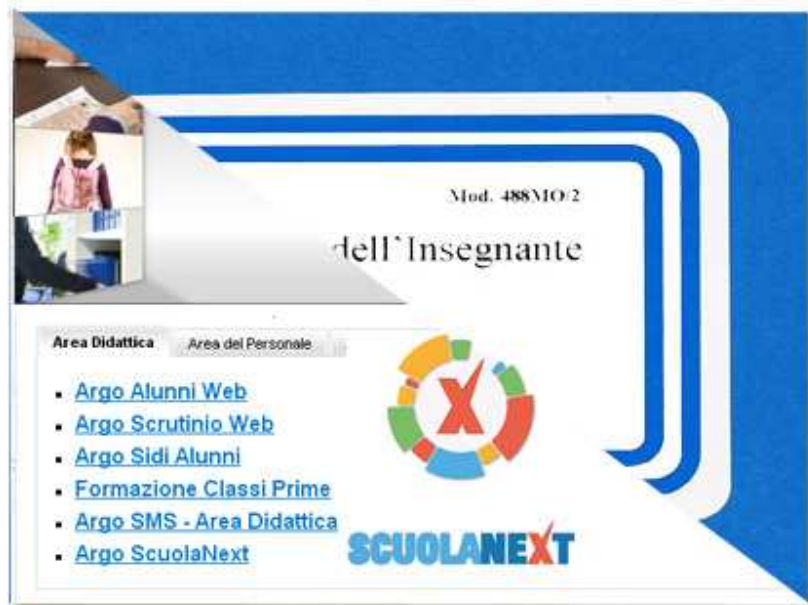 Mod. 488MO/2
dell`Insegnante
Area Didattica
Area del Personale
Argo Alunni Web
Argo Scrutinio Web
Argo Sidi Alunni
Formazione Classi Prime
Argo SMS - Area Didattica
Argo ScuolaNext
X
SCUOLANEXT